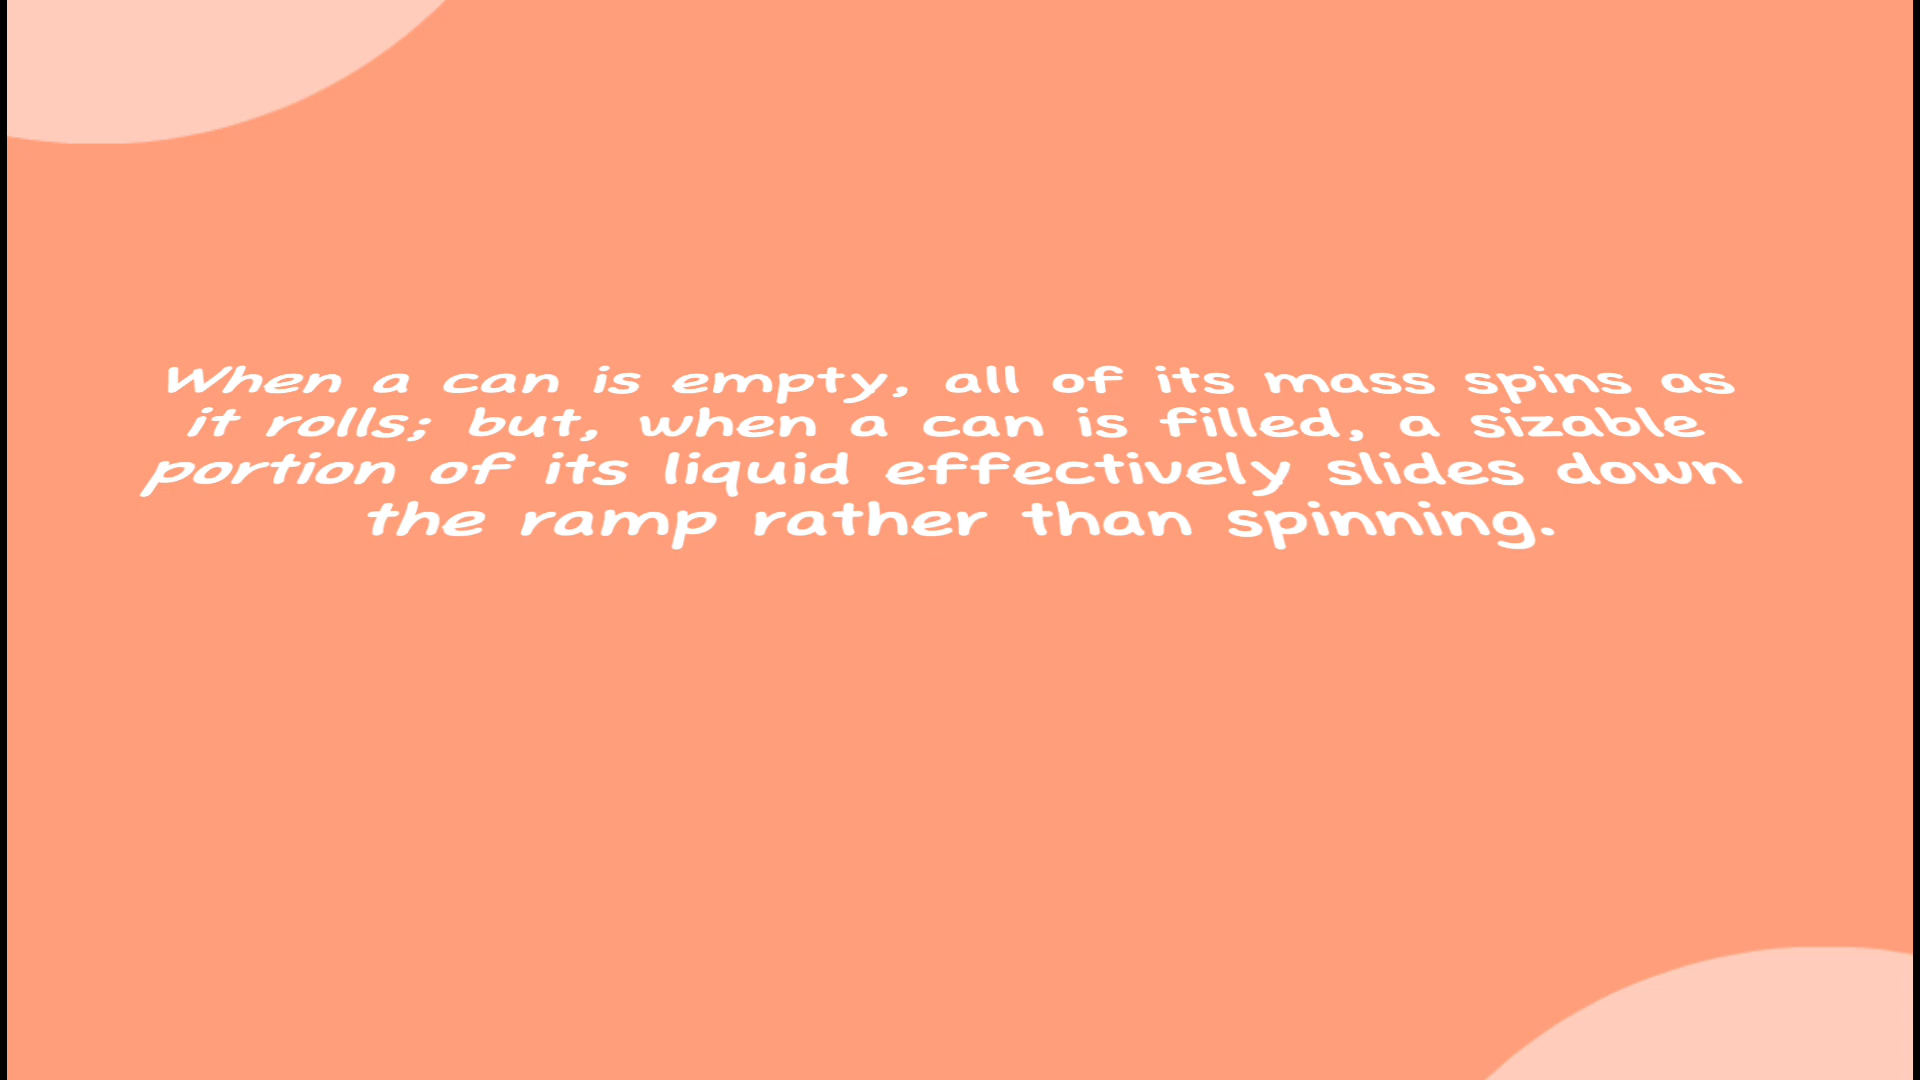 When a can is empty, all of its mass spins as
it rolls; but, when a can is filled, a sizable
portion of its liquid effectively slides down
the ramp rather than spinning.